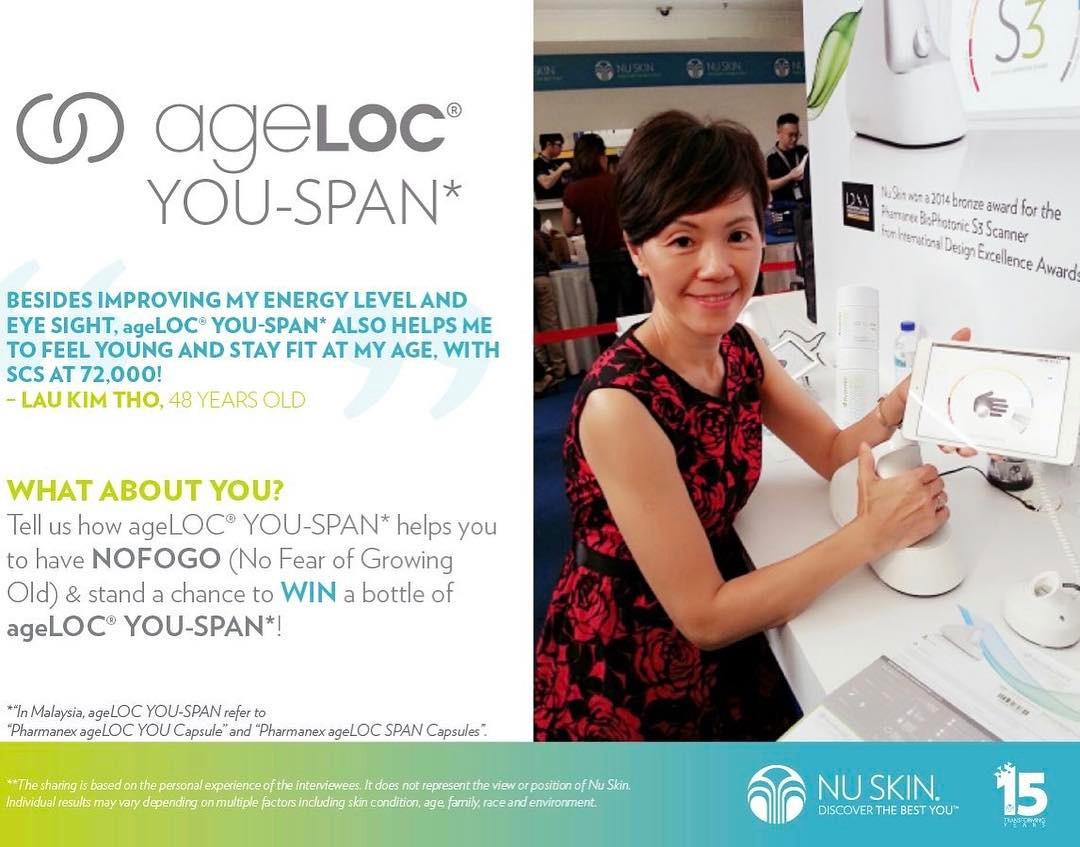 ageLOC®
YOU-SPAN*
BESIDES IMPROVING MY ENERGY LEVEL AND
EYE SIGHT, ageLOC® YOU-SPAN* ALSO HELPS ME
TO FEEL YOUNG AND STAY FIT AT MY AGE, WITH
SCS AT 72,000!
– LAU KIM THO, 48 YEARS OLD
WHAT ABOUT YOU?
Tell us how ageLOC® YOU-SPAN* helps you
to have NOFOGO (No Fear of Growing
Old) & stand a chance to WIN a bottle of
ageLOC® YOU-SPAN*!
*"In Malaysia, ageLOC YOU-SPAN refer to
"Pharmanex ageLOC YOU Capsule" and "Pharmanex ageLOC SPAN Capsules".
**The sharing is based on the personal experience of the interviewees. It does not represent the view or position of Nu Skin.
Individual results may vary depending on multiple factors including skin condition, age, family, race and environment.
SKIN
NU SKIN
NU SKIN
NU
S3
Nu Skin won a 2014 bronze award for the
Pharmanex BioPhotonic S3 Scanner
from International Design Excellence Awards
NU SKIN.
DISCOVER THE BEST YOU™
15
TRANSFORMING
YEARS